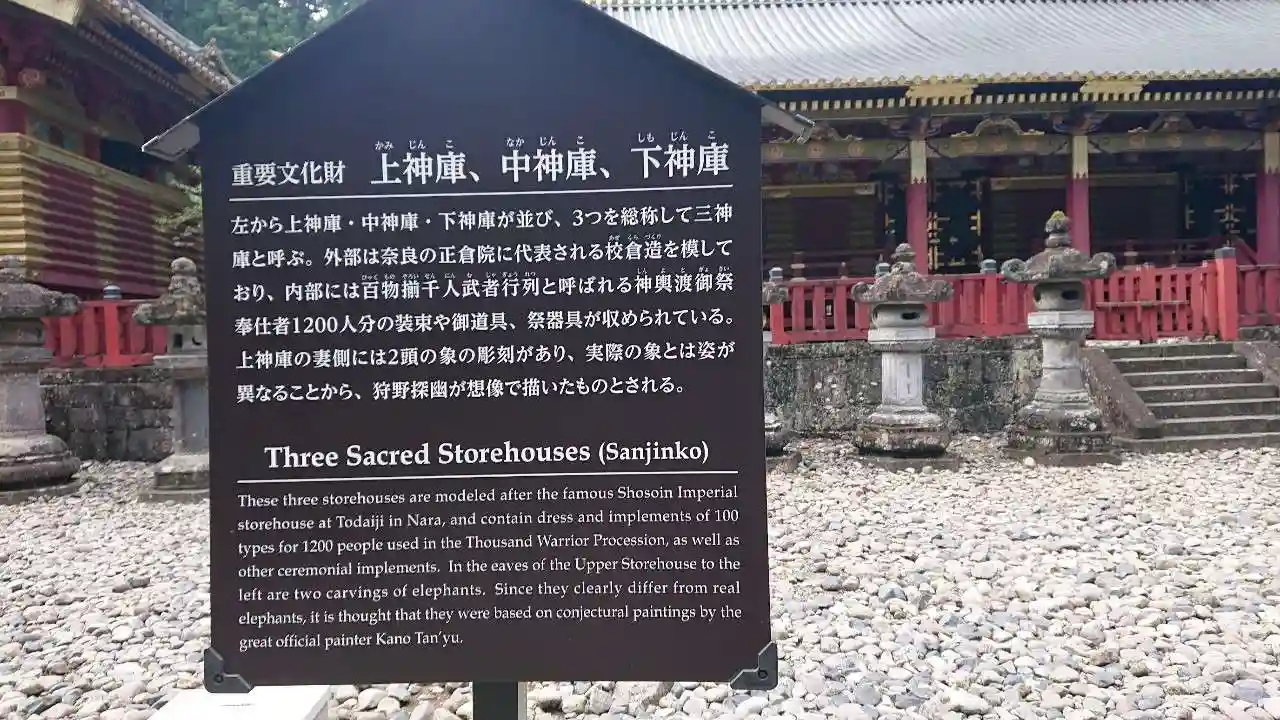 重要文化財 上神庫、中神庫、下神庫
左から上神庫・中神庫・下神庫が並び、3つを総称して三神
庫と呼ぶ。外部は奈良の正倉院に代表される校倉造を模して
おり、内部には百物揃千人武者行列と呼ばれる神輿渡御祭
奉仕者1200人分の装束や御道具、祭器具が収められている。
上神庫の妻側には2頭の象の彫刻があり、実際の象とは姿が
異なることから、狩野探幽が想像で描いたものとされる。
Three Sacred Storehouses (Sanjinko)
These three storehouses are modeled after the famous Shosoin Imperial
storehouse at Todaiji in Nara, and contain dress and implements of 100
types for 1200 people used in the Thousand Warrior Procession, as well as
other ceremonial implements. In the eaves of the Upper Storehouse to the
left are two carvings of elephants. Since they clearly differ from real
elephants, it is thought that they were based on conjectural paintings by the
great official painter Kano Tan'yu.